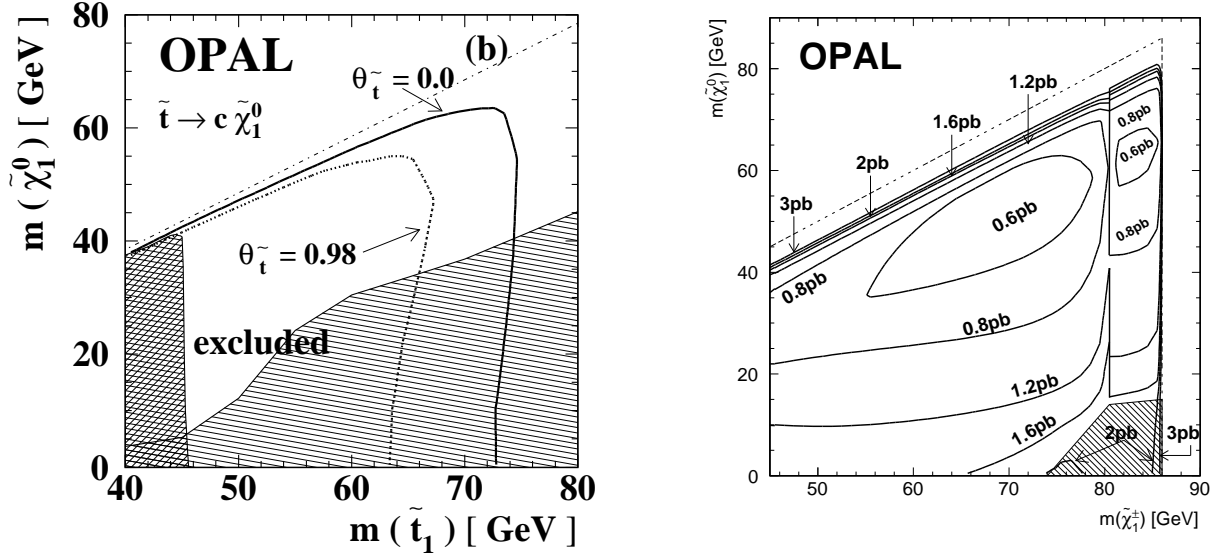 OPAL
(b)
θ_t̃ = 0.0
t̃ → c χ̃₁⁰
θ_t̃ = 0.98
excluded
m ( χ̃₁⁰ ) [ GeV ]
80
60
40
20
0
40
50
60
70
80
m ( t̃₁ ) [ GeV ]
OPAL
m(χ̃₁⁰) [GeV]
80
60
40
20
0
1.2pb
1.6pb
2pb
3pb
0.8pb
0.6pb
0.6pb
0.8pb
0.8pb
0.8pb
1.2pb
1.6pb
2pb
3pb
50
60
70
80
90
m(χ̃₁±) [GeV]